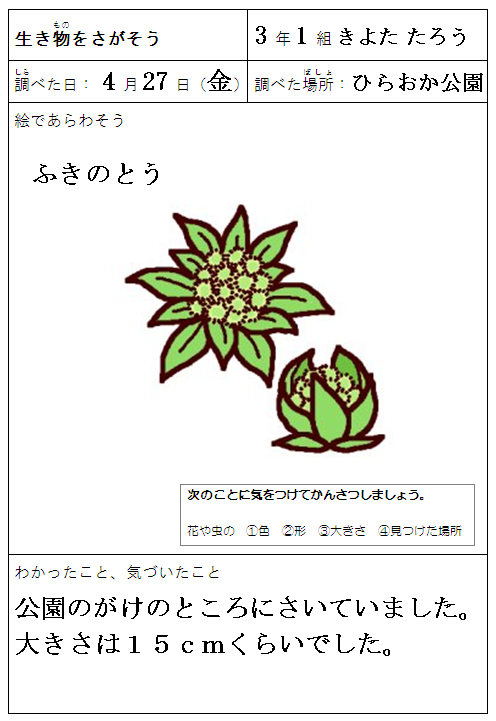 生き物をさがそう
3 年 1 組 きよた たろう
調べた日： 4 月 27 日（金）
調べた場所：ひらおか公園
絵であらわそう
ふきのとう
次のことに気をつけてかんさつしましょう。
花や虫の　①色　②形　③大きさ　④見つけた場所
わかったこと、気づいたこと
公園のがけのところにさいていました。
大きさは１５ｃｍくらいでした。